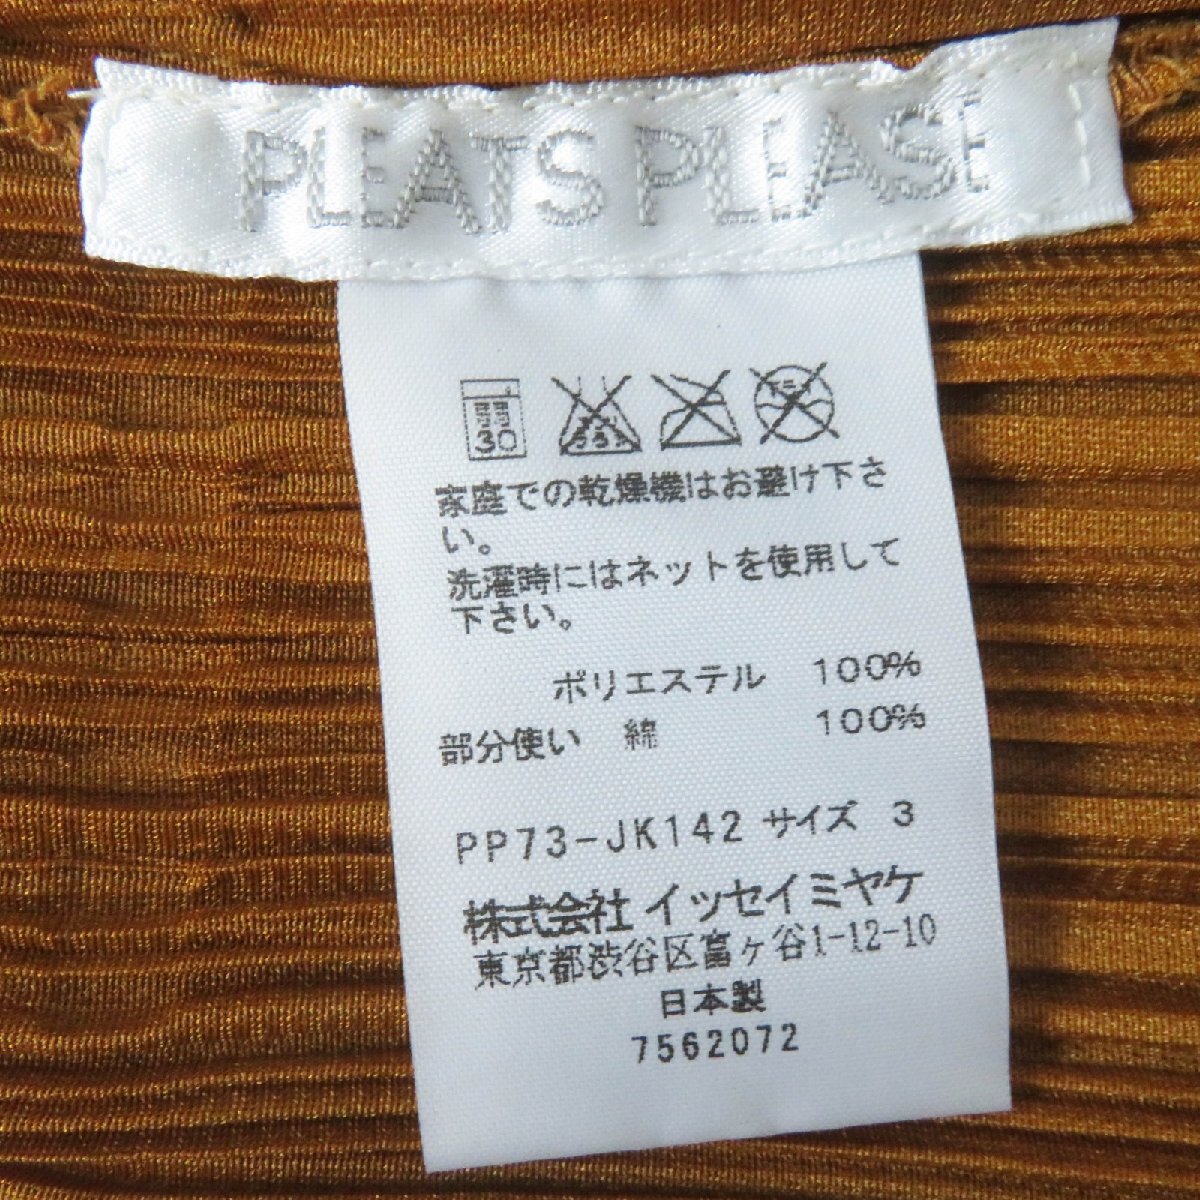 PLEATS PLEASE
30
家庭での乾燥機はお避け下さ
い。
洗濯時にはネットを使用して
下さい。
ポリエステル 100%
部分使い 綿 100%
PP73-JK142 サイズ 3
株式会社 イッセイミヤケ
東京都渋谷区富ヶ谷1-12-10
日本製
7562072